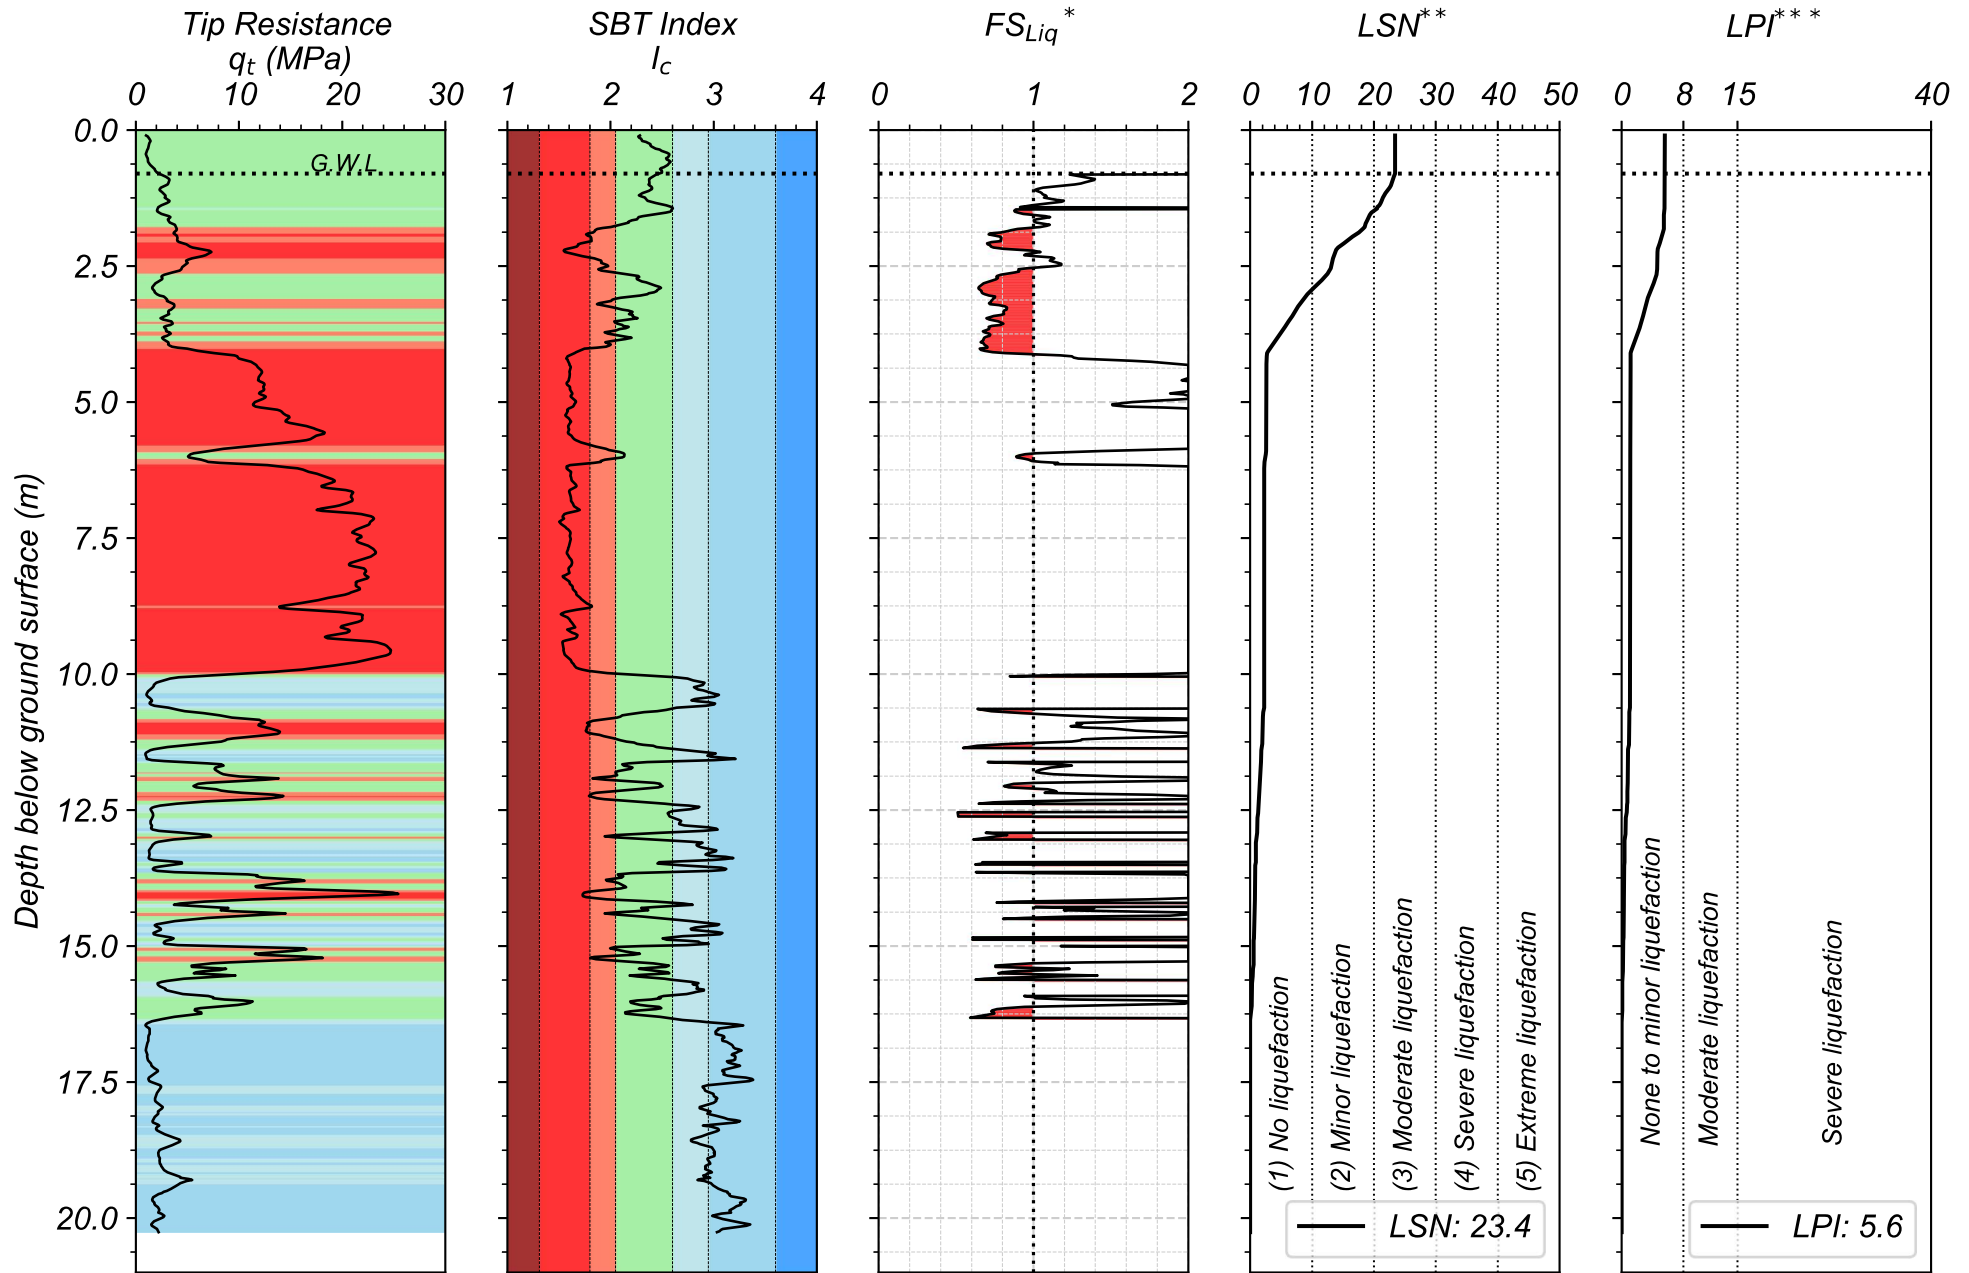 Tip Resistance
qt (MPa)
SBT Index
Ic
FSLiq*
LSN**
LPI***
0 10 20 30
1 2 3 4
0 1 2
0 10 20 30 40 50
0 8 15 40
Depth below ground surface (m)
0.0
2.5
5.0
7.5
10.0
12.5
15.0
17.5
20.0
G.W.L
(1) No liquefaction
(2) Minor liquefaction
(3) Moderate liquefaction
(4) Severe liquefaction
(5) Extreme liquefaction
LSN: 23.4
None to minor liquefaction
Moderate liquefaction
Severe liquefaction
LPI: 5.6